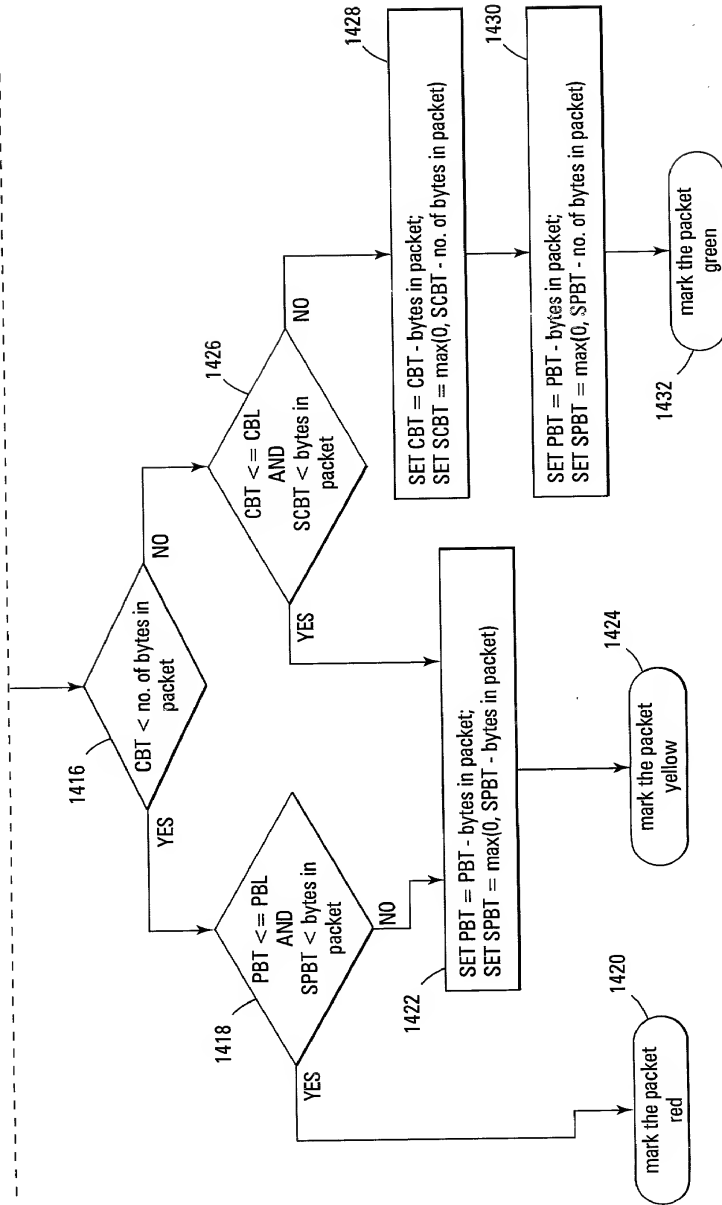 1416
CBT < no. of bytes in
packet
YES
NO
1418
PBT <= PBL
AND
SPBT < bytes in
packet
YES
NO
1426
CBT <= CBL
AND
SCBT < bytes in
packet
YES
NO
1422
SET PBT = PBT - bytes in packet;
SET SPBT = max(0, SPBT - bytes in packet)
1428
SET CBT = CBT - bytes in packet;
SET SCBT = max(0, SCBT - no. of bytes in packet)
1430
SET PBT = PBT - bytes in packet;
SET SPBT = max(0, SPBT - no. of bytes in packet)
1420
mark the packet
red
1424
mark the packet
yellow
1432
mark the packet
green